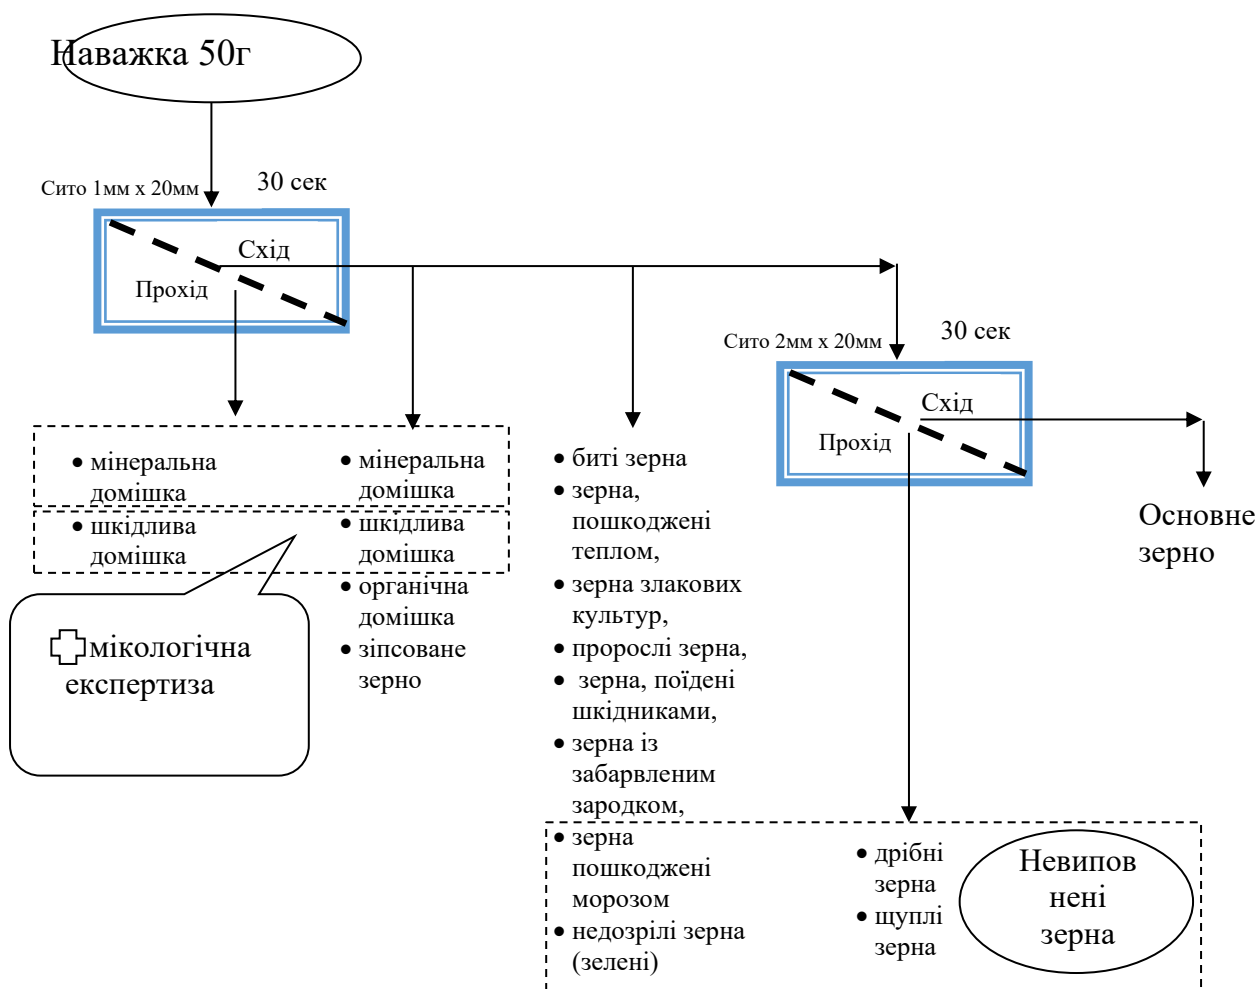 Наважка 50г
Сито 1мм х 20мм
30 сек
Схід
Прохід
Сито 2мм х 20мм
30 сек
Схід
Прохід
Основне
зерно
• мінеральна
домішка
• шкідлива
домішка
• мінеральна
домішка
• шкідлива
домішка
• органічна
домішка
• зіпсоване
зерно
мікологічна
експертиза
• биті зерна
• зерна,
пошкоджені
теплом,
• зерна злакових
культур,
• пророслі зерна,
• зерна, поїдені
шкідниками,
• зерна із
забарвленим
зародком,
• зерна
пошкоджені
морозом
• недозрілі зерна
(зелені)
• дрібні
зерна
• щуплі
зерна
Невипов
нені
зерна